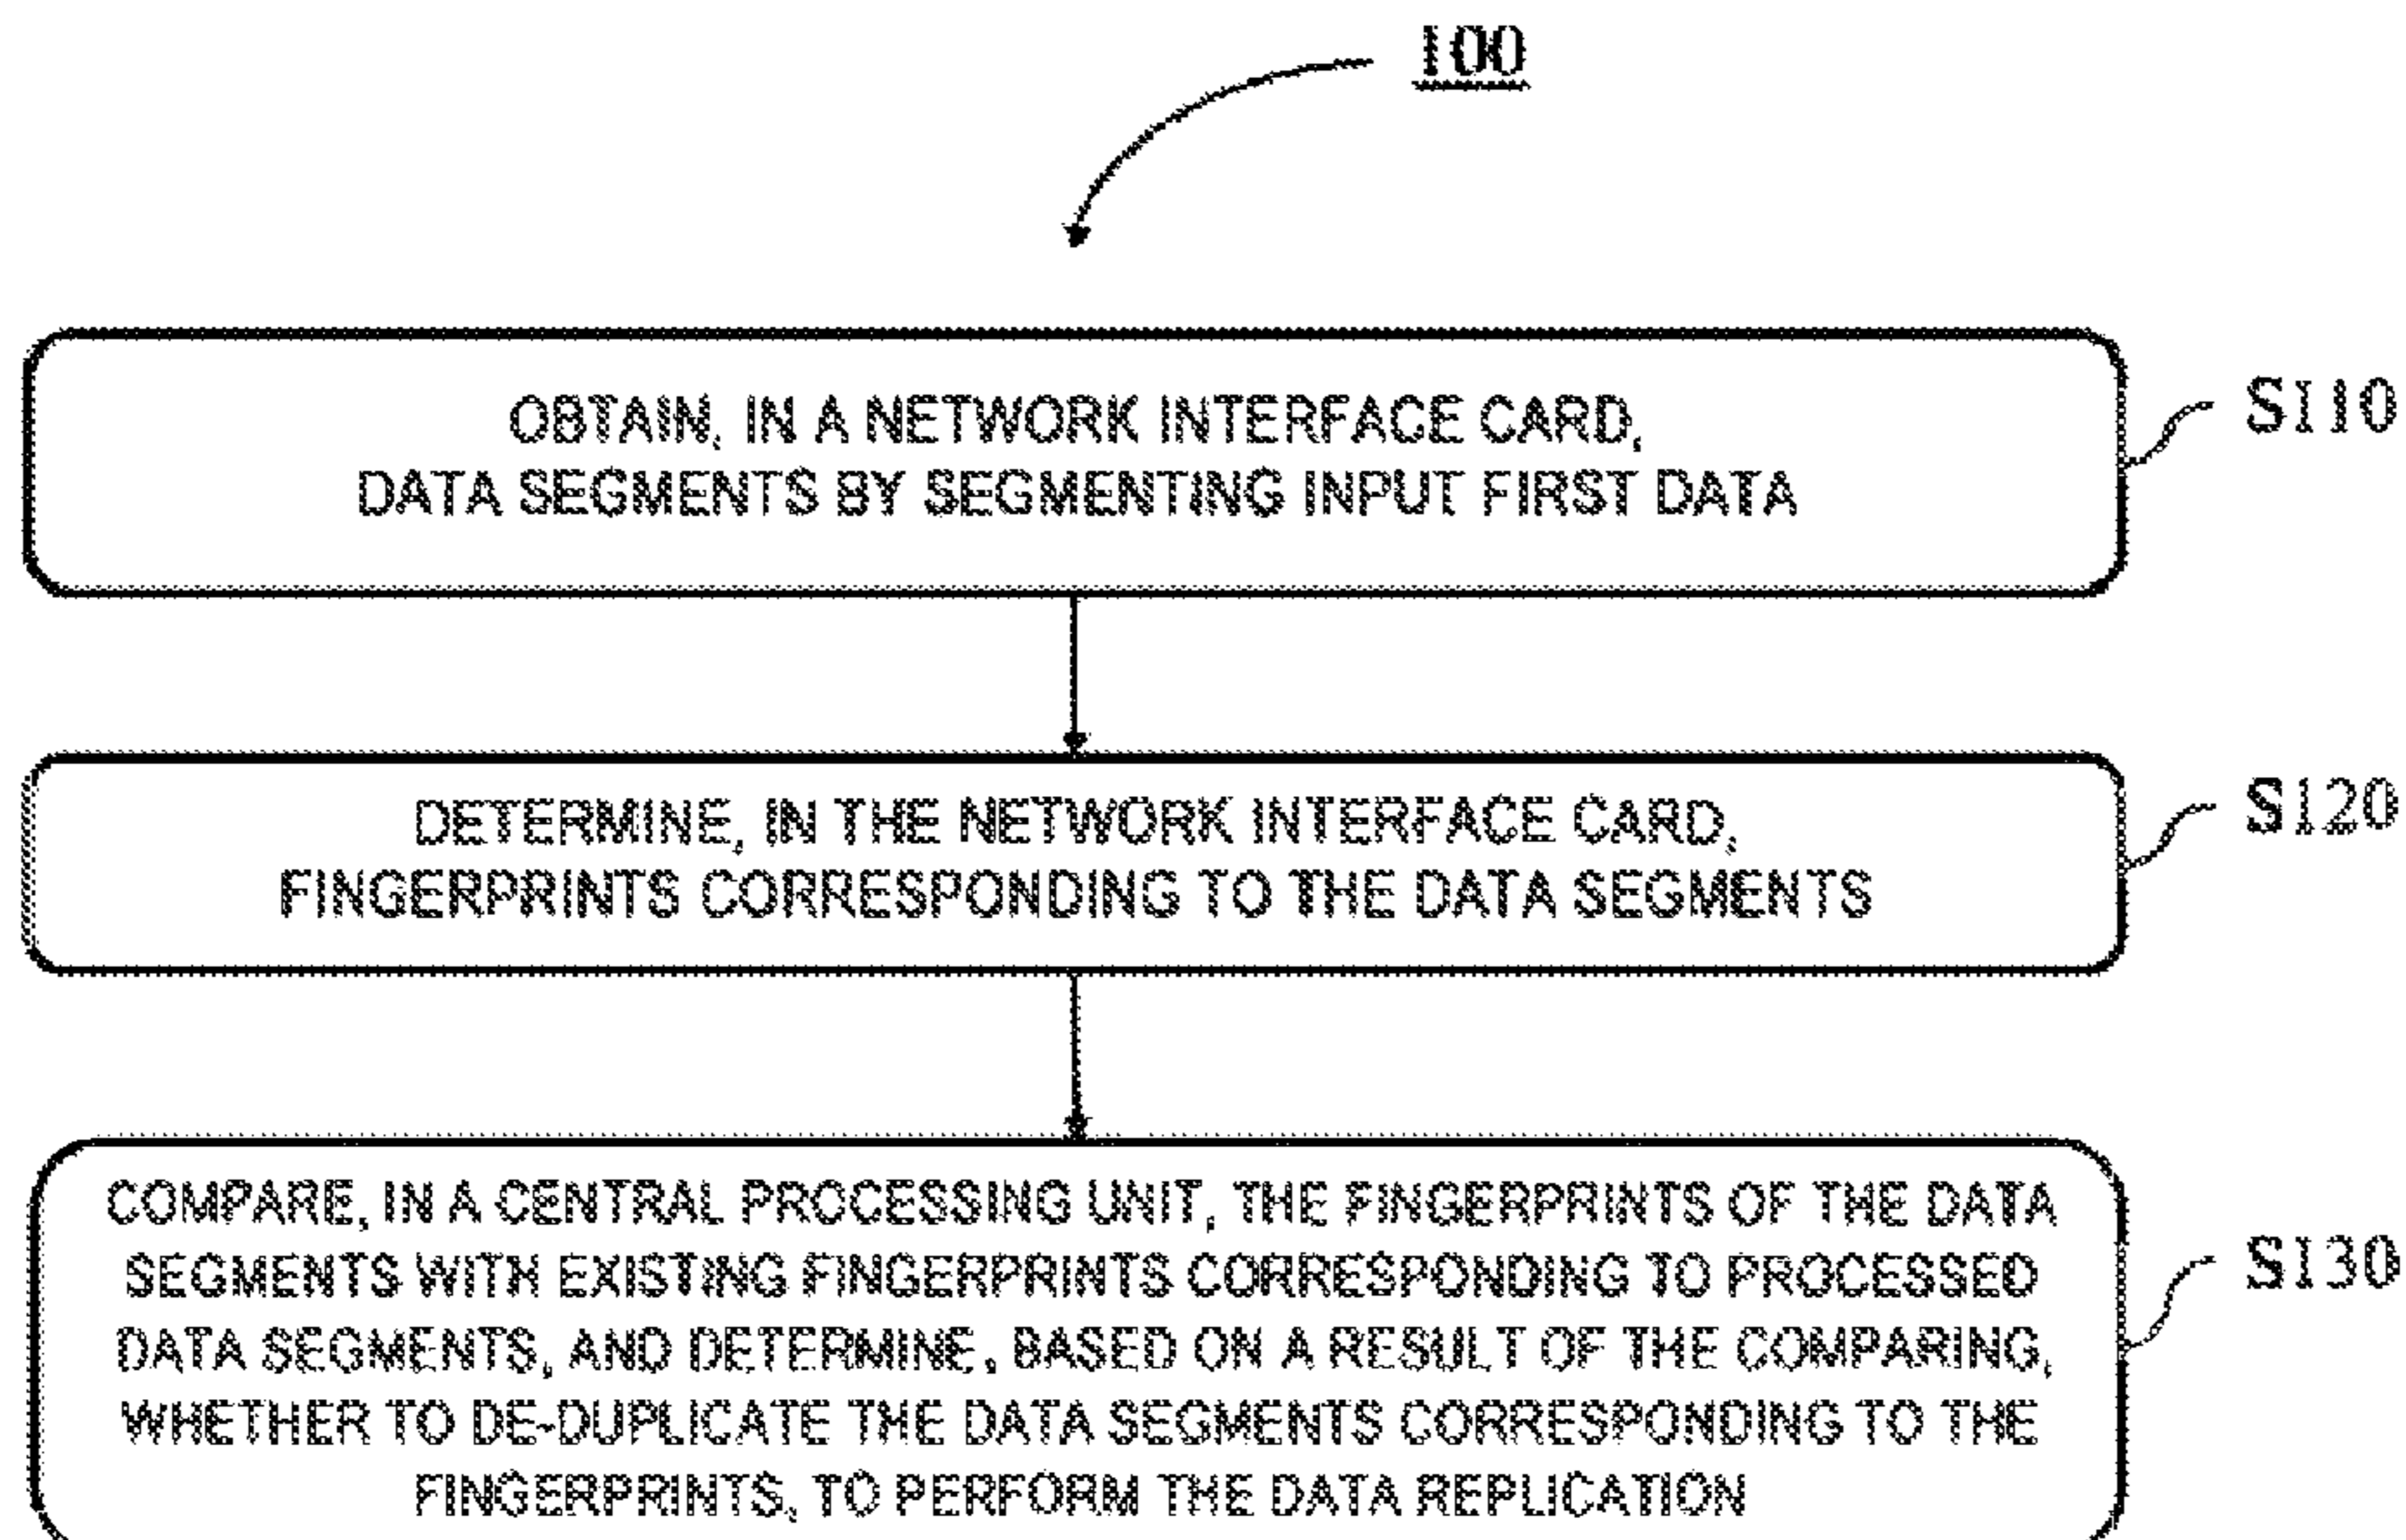 100
OBTAIN, IN A NETWORK INTERFACE CARD,
DATA SEGMENTS BY SEGMENTING INPUT FIRST DATA
S110
DETERMINE, IN THE NETWORK INTERFACE CARD,
FINGERPRINTS CORRESPONDING TO THE DATA SEGMENTS
S120
COMPARE, IN A CENTRAL PROCESSING UNIT, THE FINGERPRINTS OF THE DATA
SEGMENTS WITH EXISTING FINGERPRINTS CORRESPONDING TO PROCESSED
DATA SEGMENTS, AND DETERMINE, BASED ON A RESULT OF THE COMPARING,
WHETHER TO DE-DUPLICATE THE DATA SEGMENTS CORRESPONDING TO THE
FINGERPRINTS, TO PERFORM THE DATA REPLICATION
S130